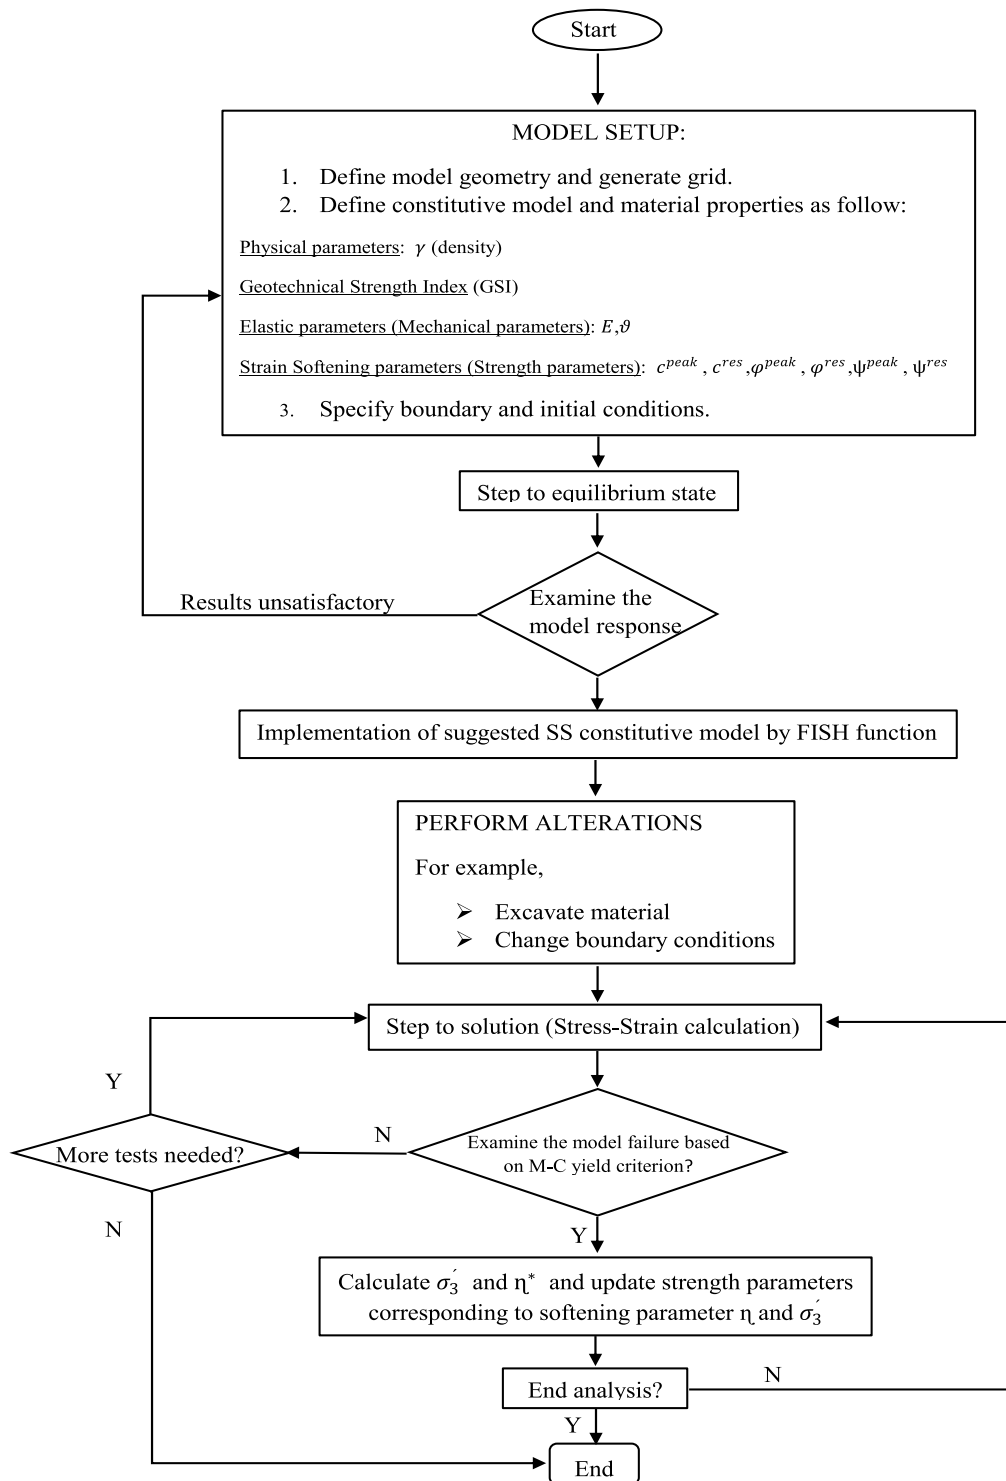 Start
MODEL SETUP:
1. Define model geometry and generate grid.
2. Define constitutive model and material properties as follow:
Physical parameters: γ (density)
Geotechnical Strength Index (GSI)
Elastic parameters (Mechanical parameters): E,ϑ
Strain Softening parameters (Strength parameters): c^peak , c^res ,φ^peak , φ^res ,ψ^peak , ψ^res
3. Specify boundary and initial conditions.
Step to equilibrium state
Results unsatisfactory
Examine the
model response
Implementation of suggested SS constitutive model by FISH function
PERFORM ALTERATIONS
For example,
➢ Excavate material
➢ Change boundary conditions
Step to solution (Stress-Strain calculation)
Y
N
More tests needed?
Examine the model failure based
on M-C yield criterion?
N
Y
Calculate σ₃´ and η* and update strength parameters
corresponding to softening parameter η and σ₃´
End analysis?
N
Y
End